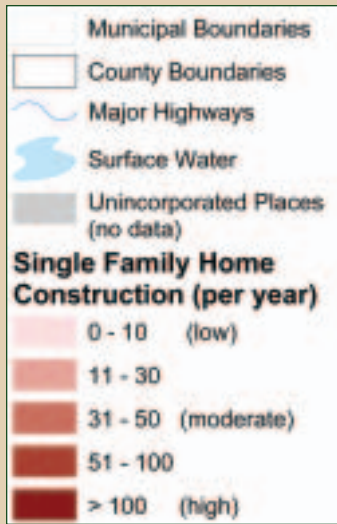 Municipal Boundaries
County Boundaries
Major Highways
Surface Water
Unincorporated Places
(no data)
Single Family Home
Construction (per year)
0 - 10 (low)
11 - 30
31 - 50 (moderate)
51 - 100
> 100 (high)